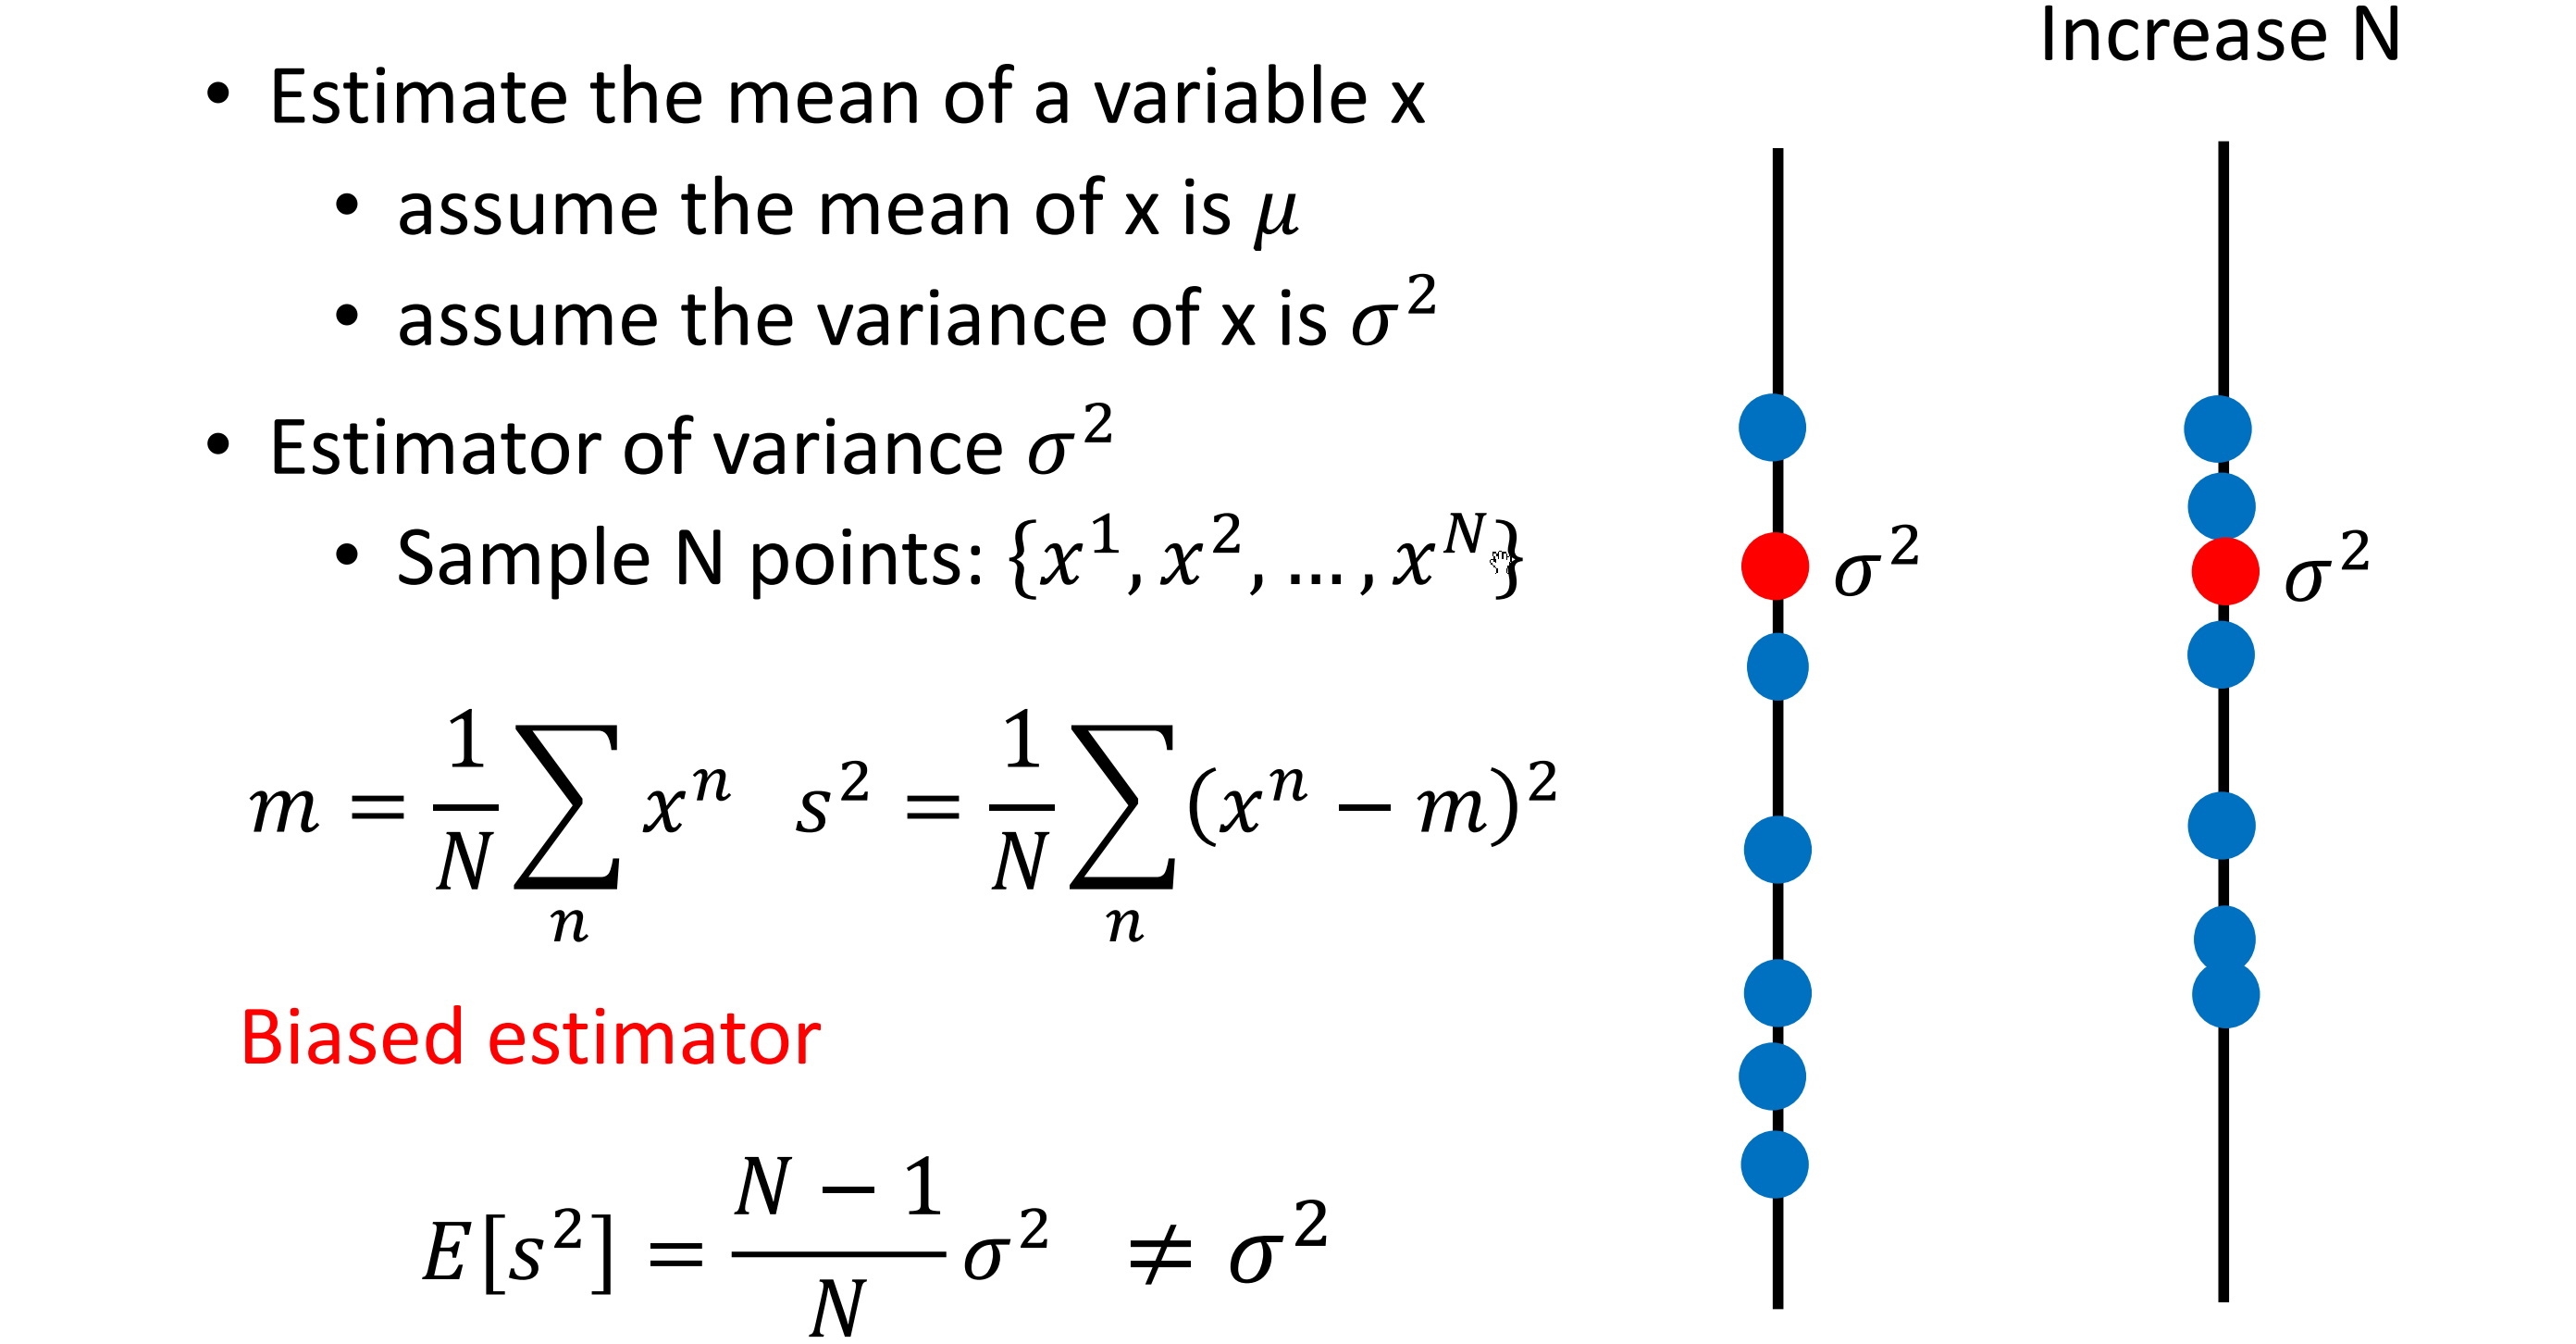 Increase N
• Estimate the mean of a variable x
• assume the mean of x is μ
• assume the variance of x is σ²
• Estimator of variance σ²
• Sample N points: {x¹, x², …, xᴺ}
σ² σ²
m = 1/N ∑ₙ xⁿ s² = 1/N ∑ₙ (xⁿ − m)²
Biased estimator
E[s²] = (N − 1)/N σ² ≠ σ²